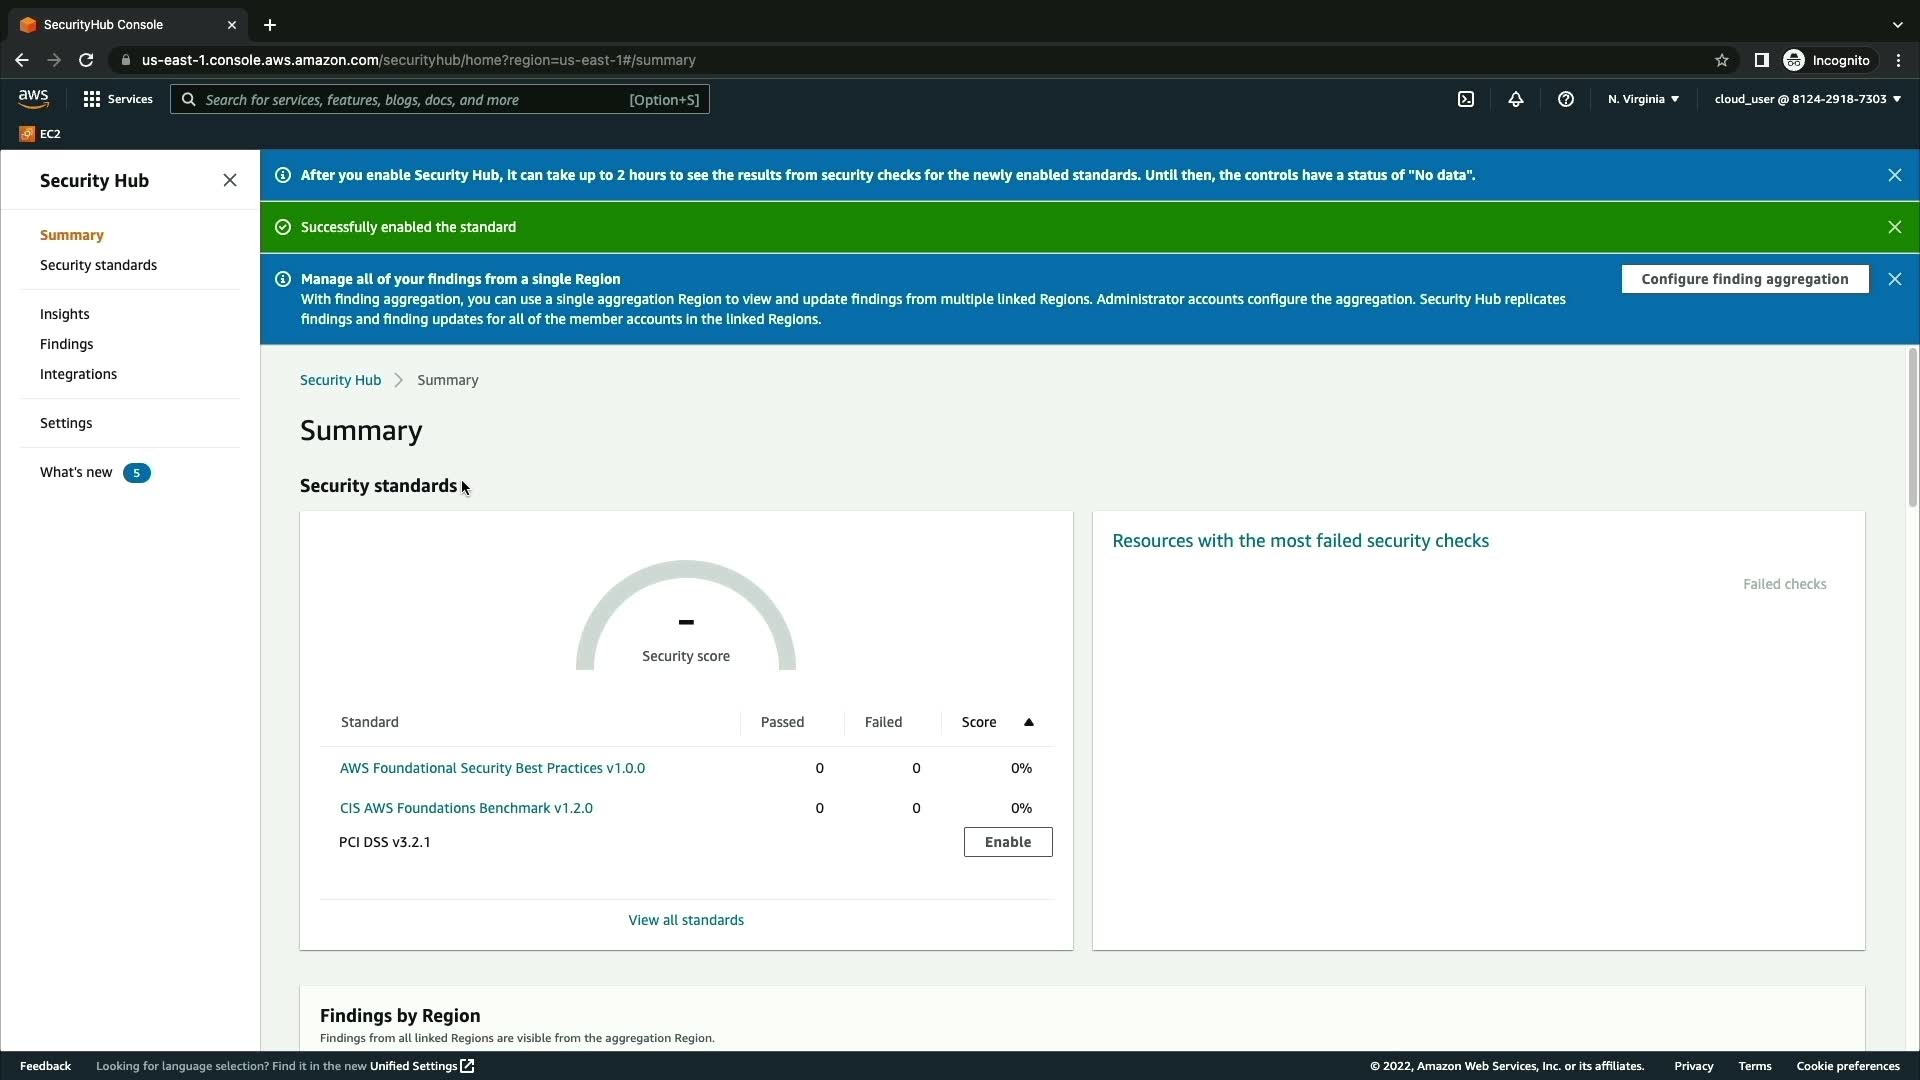 SecurityHub Console
us-east-1.console.aws.amazon.com/securityhub/home?region=us-east-1#/summary
Incognito
aws
Services
Search for services, features, blogs, docs, and more
[Option+S]
N. Virginia
cloud_user @ 8124-2918-7303
EC2
Security Hub
Summary
Security standards
Insights
Findings
Integrations
Settings
What's new 5
After you enable Security Hub, it can take up to 2 hours to see the results from security checks for the newly enabled standards. Until then, the controls have a status of "No data".
Successfully enabled the standard
Manage all of your findings from a single Region
With finding aggregation, you can use a single aggregation Region to view and update findings from multiple linked Regions. Administrator accounts configure the aggregation. Security Hub replicates
findings and finding updates for all of the member accounts in the linked Regions.
Configure finding aggregation
Security Hub Summary
Summary
Security standards
–
Security score
Standard Passed Failed Score
AWS Foundational Security Best Practices v1.0.0 0 0 0%
CIS AWS Foundations Benchmark v1.2.0 0 0 0%
PCI DSS v3.2.1 Enable
View all standards
Resources with the most failed security checks
Failed checks
Findings by Region
Findings from all linked Regions are visible from the aggregation Region.
Feedback
Looking for language selection? Find it in the new Unified Settings
© 2022, Amazon Web Services, Inc. or its affiliates.
Privacy
Terms
Cookie preferences